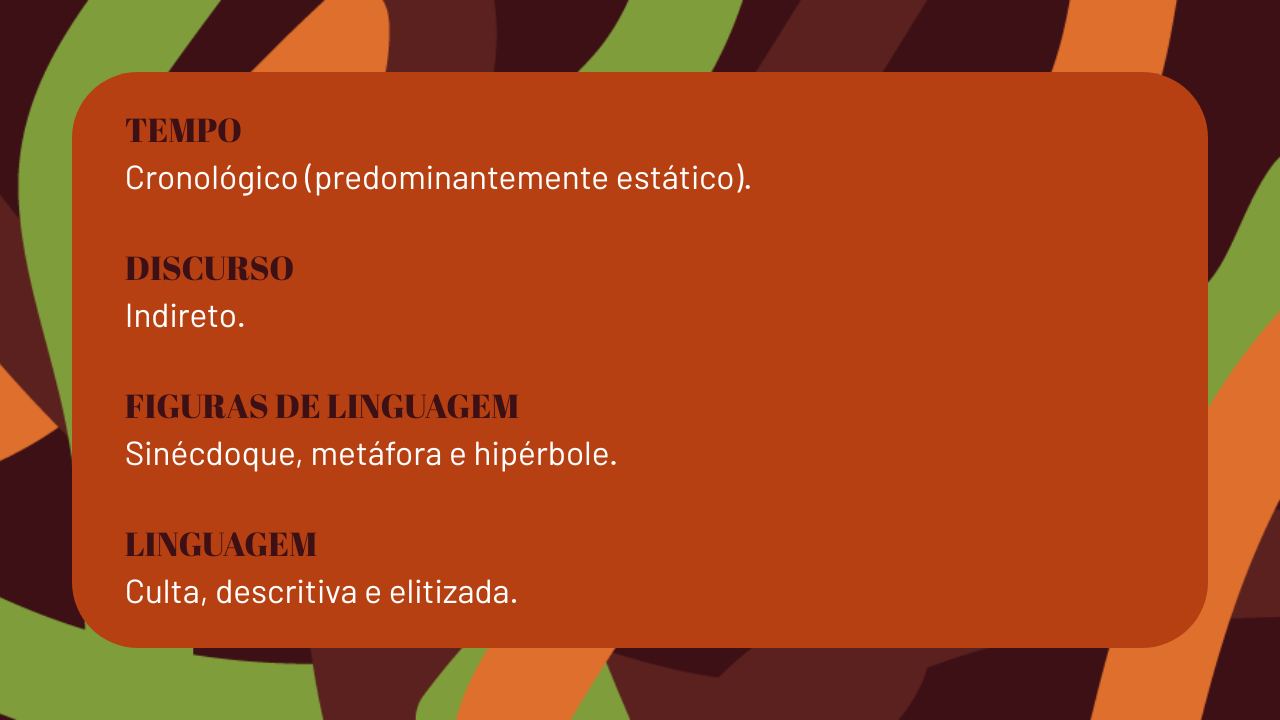 TEMPO
Cronológico (predominantemente estático).
DISCURSO
Indireto.
FIGURAS DE LINGUAGEM
Sinécdoque, metáfora e hipérbole.
LINGUAGEM
Culta, descritiva e elitizada.